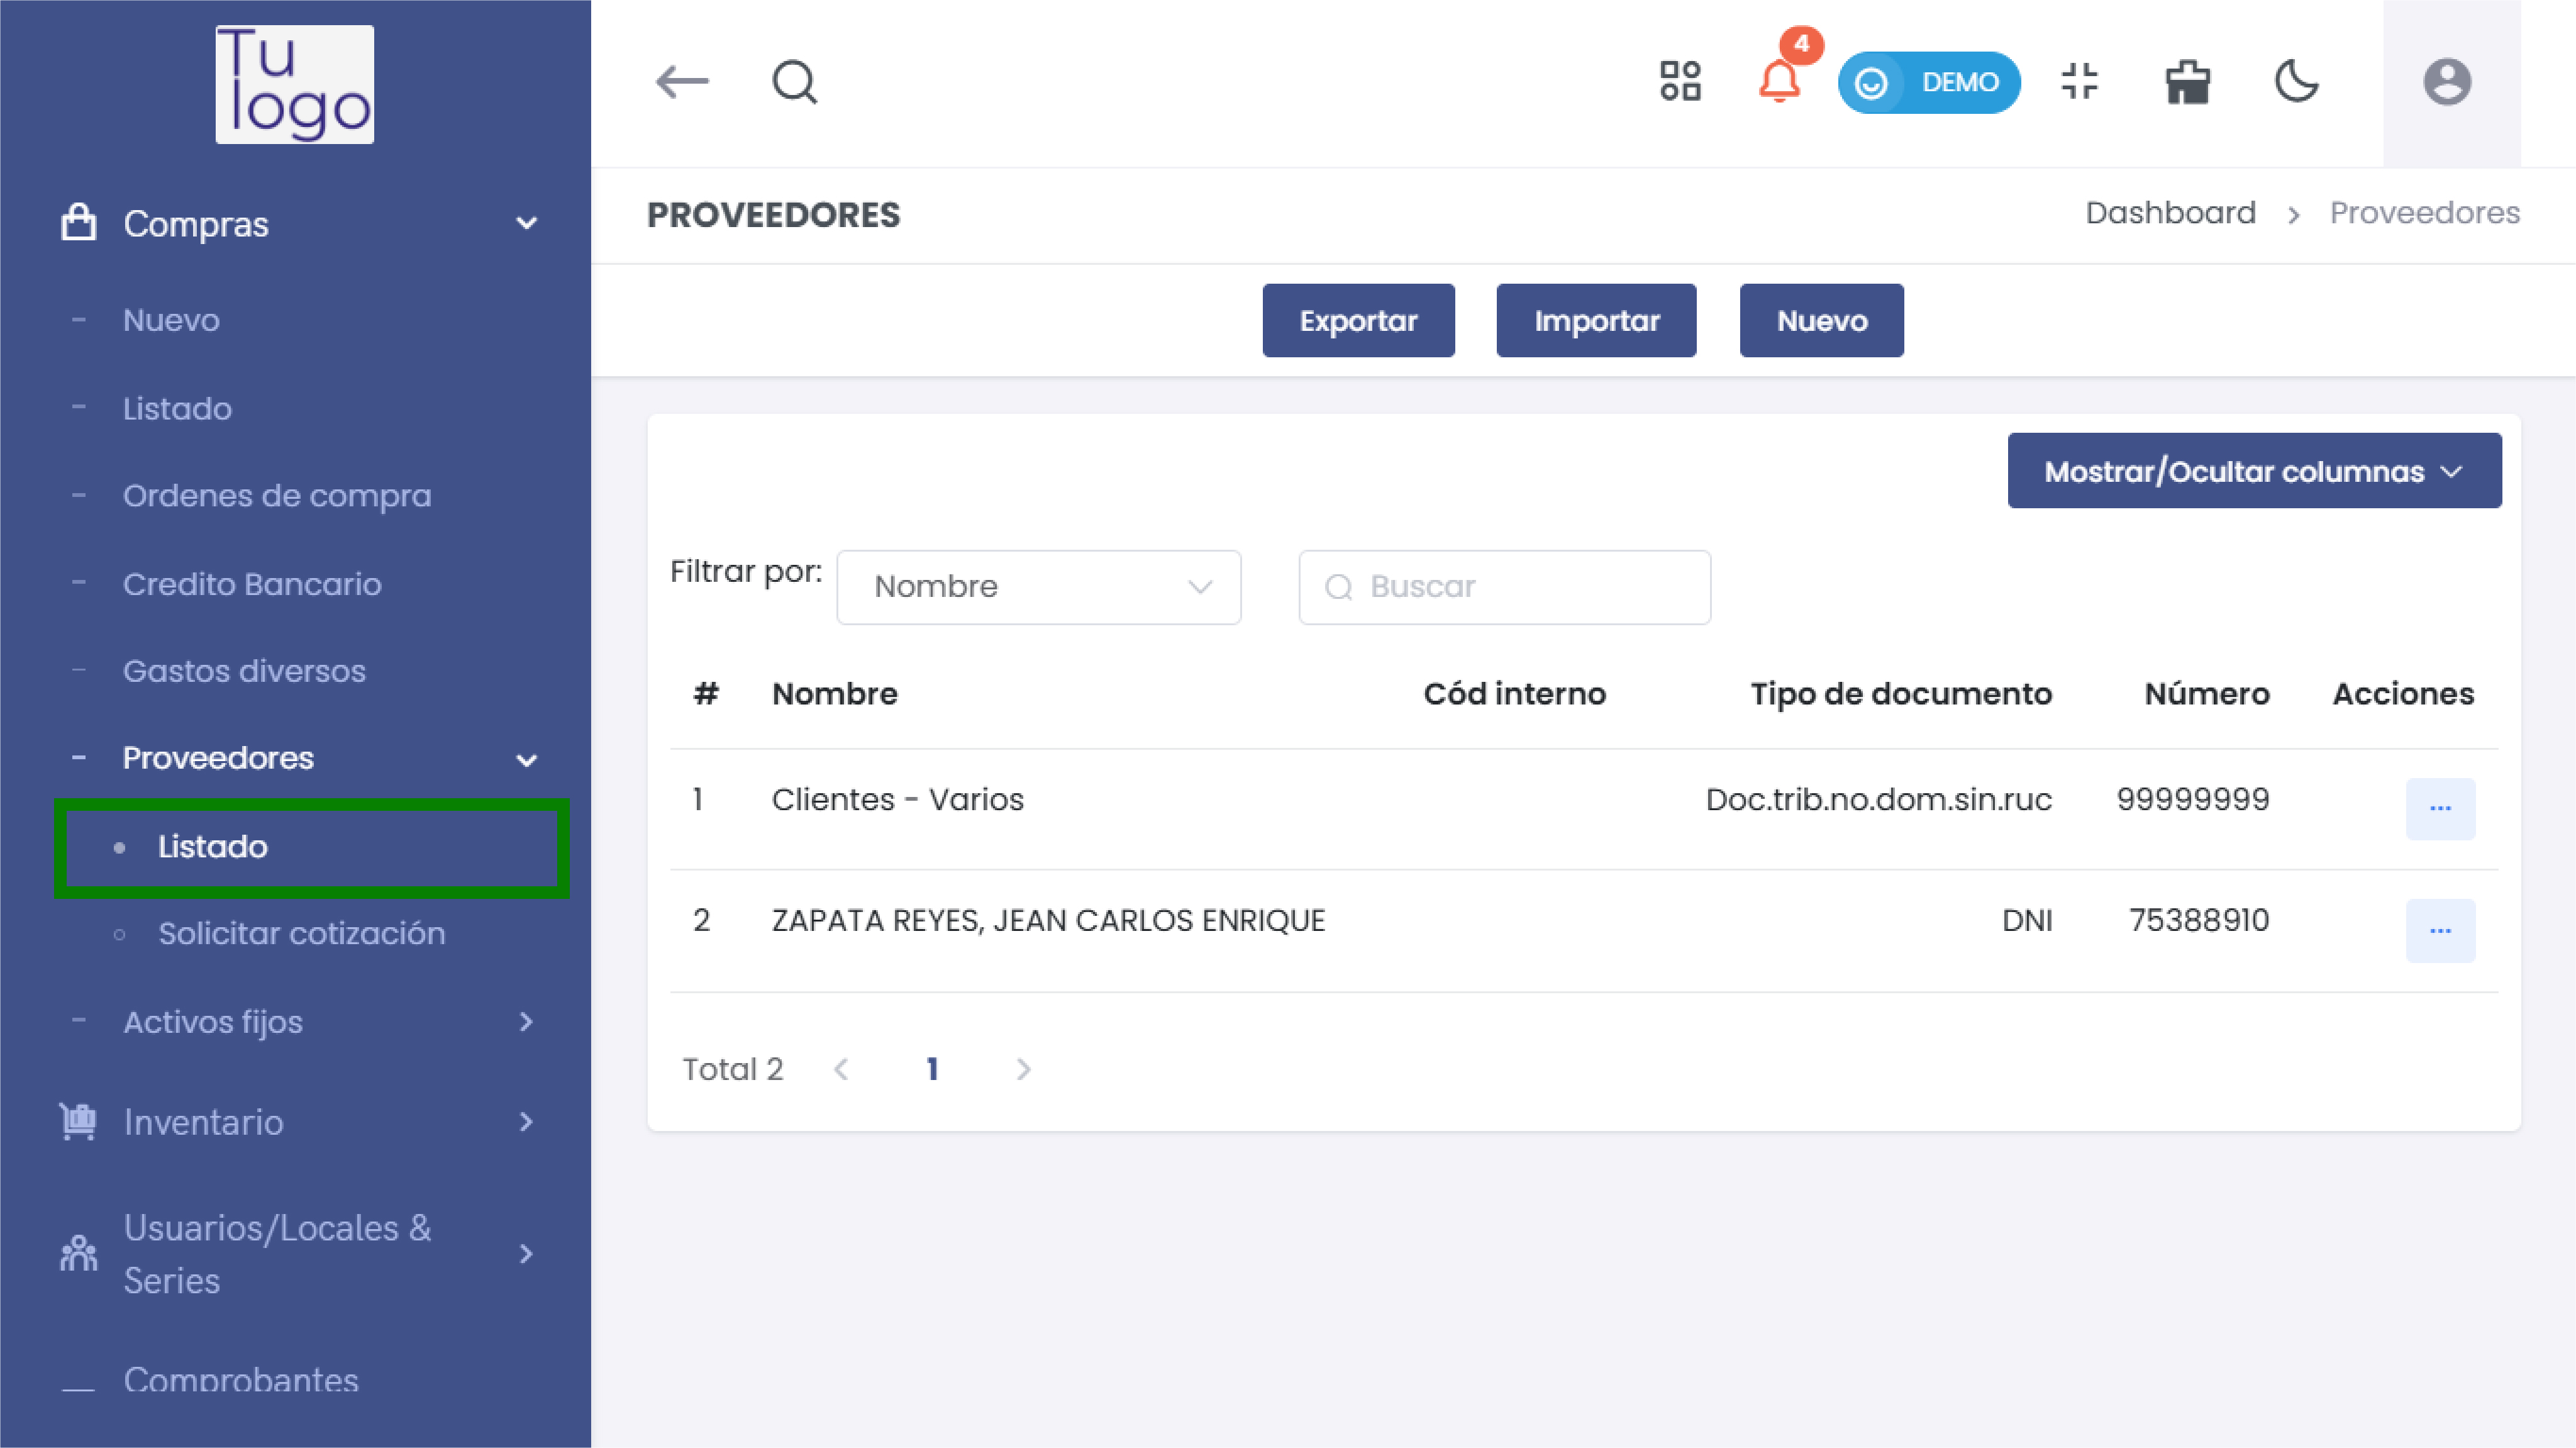 Tu
logo
Compras
Nuevo
Listado
Ordenes de compra
Credito Bancario
Gastos diversos
Proveedores
Listado
Solicitar cotización
Activos fijos
Inventario
Usuarios/Locales &
Series
Comprobantes
4
DEMO
PROVEEDORES
Dashboard > Proveedores
Exportar Importar Nuevo
Mostrar/Ocultar columnas
Filtrar por: Nombre Buscar
# Nombre Cód interno Tipo de documento Número Acciones
1 Clientes - Varios Doc.trib.no.dom.sin.ruc 99999999 ...
2 ZAPATA REYES, JEAN CARLOS ENRIQUE DNI 75388910 ...
Total 2 < 1 >